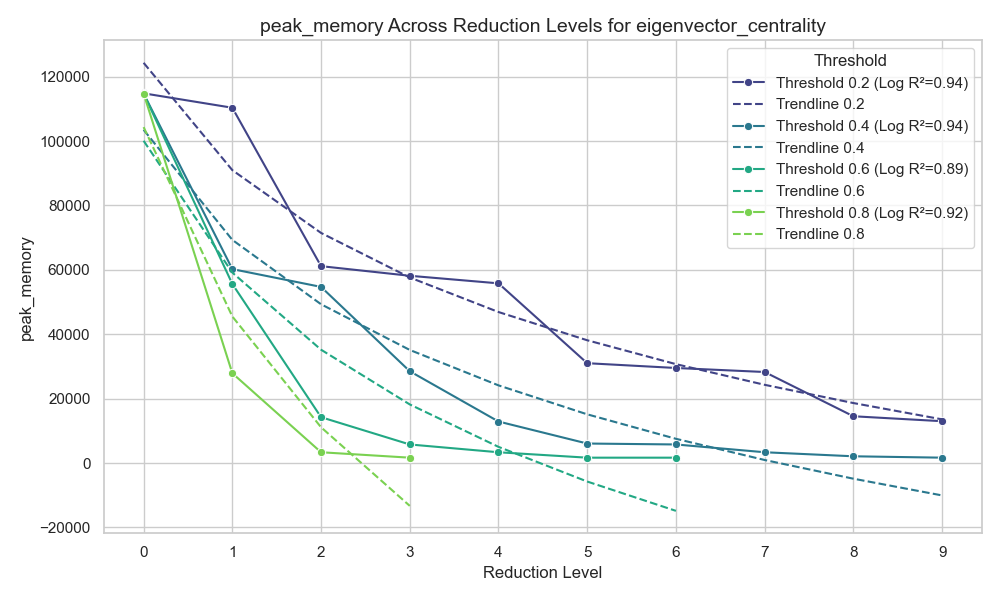 peak_memory Across Reduction Levels for eigenvector_centrality
Threshold
Threshold 0.2 (Log R²=0.94)
Trendline 0.2
Threshold 0.4 (Log R²=0.94)
Trendline 0.4
Threshold 0.6 (Log R²=0.89)
Trendline 0.6
Threshold 0.8 (Log R²=0.92)
Trendline 0.8
peak_memory
120000
100000
80000
60000
40000
20000
0
−20000
0 1 2 3 4 5 6 7 8 9
Reduction Level